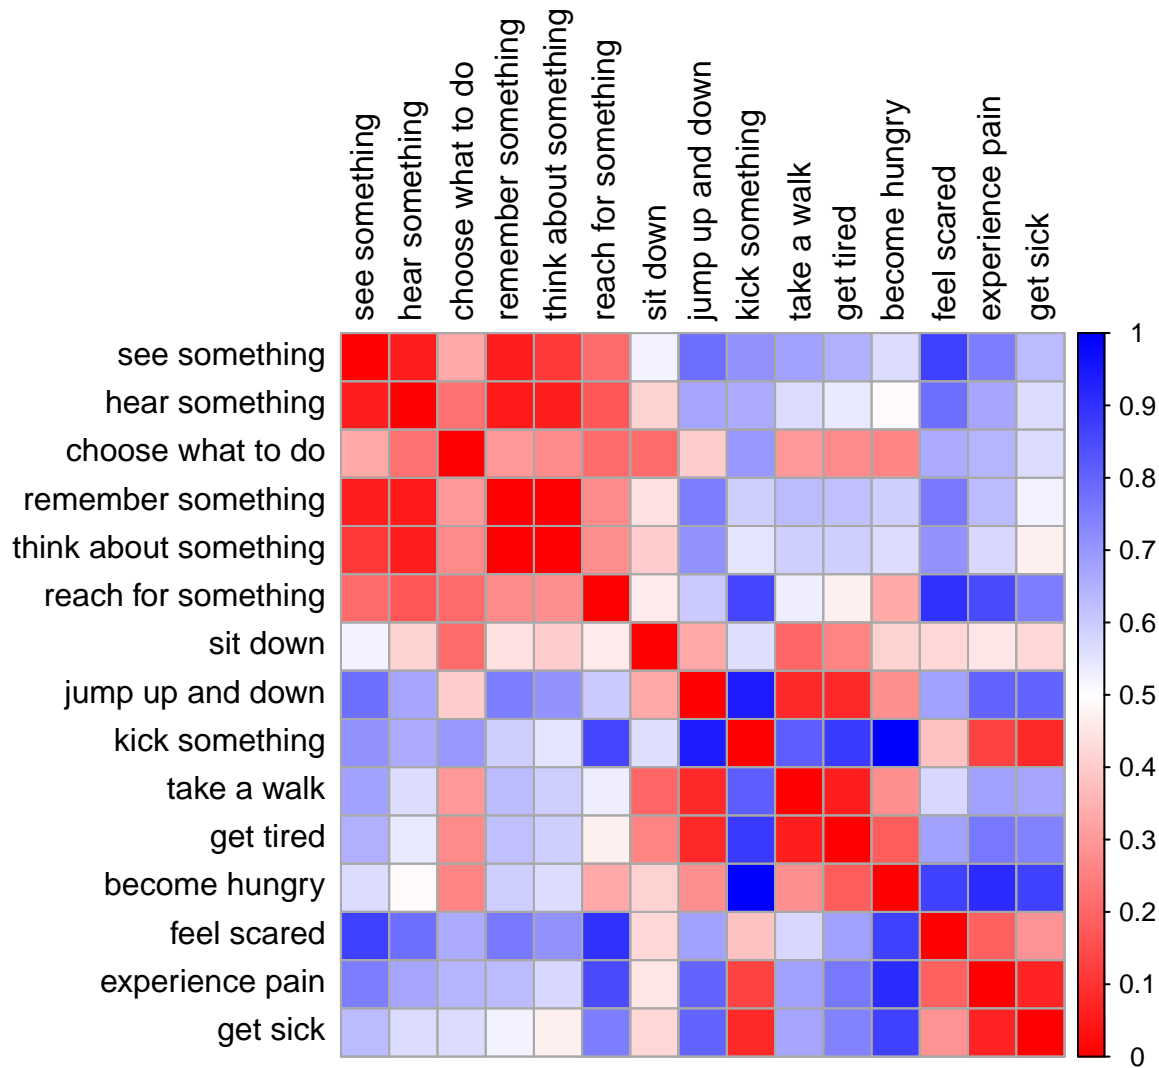 see something
hear something
choose what to do
remember something
think about something
reach for something
sit down
jump up and down
kick something
take a walk
get tired
become hungry
feel scared
experience pain
get sick
see something
hear something
choose what to do
remember something
think about something
reach for something
sit down
jump up and down
kick something
take a walk
get tired
become hungry
feel scared
experience pain
get sick
1
0.9
0.8
0.7
0.6
0.5
0.4
0.3
0.2
0.1
0